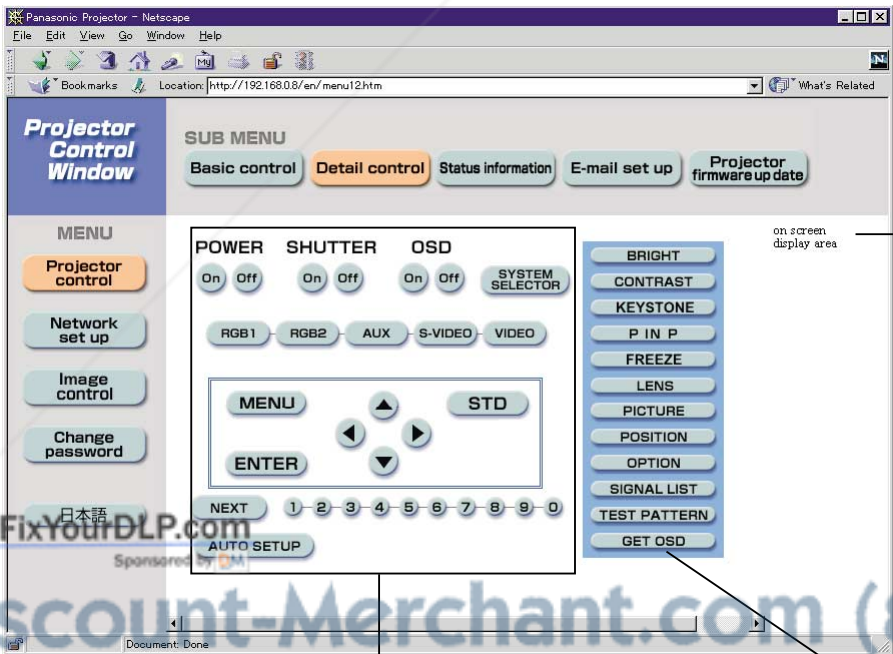 Panasonic Projector - Netscape
File Edit View Go Window Help
My
N
Bookmarks Location: http://192.168.0.8/en/menu12.htm What's Related
Projector
Control
Window
SUB MENU
Basic control Detail control Status information E-mail set up Projector firmware up date
MENU
Projector control
Network set up
Image control
Change password
日本語
POWER SHUTTER OSD
On Off On Off On Off SYSTEM SELECTOR
RGB1 RGB2 AUX S-VIDEO VIDEO
MENU STD
ENTER
NEXT 1 2 3 4 5 6 7 8 9 0
AUTO SETUP
BRIGHT
CONTRAST
KEYSTONE
P IN P
FREEZE
LENS
PICTURE
POSITION
OPTION
SIGNAL LIST
TEST PATTERN
GET OSD
on screen
display area
FixYourDLP.com
Sponsored by DM
scount-Merchant.com (
Document: Done